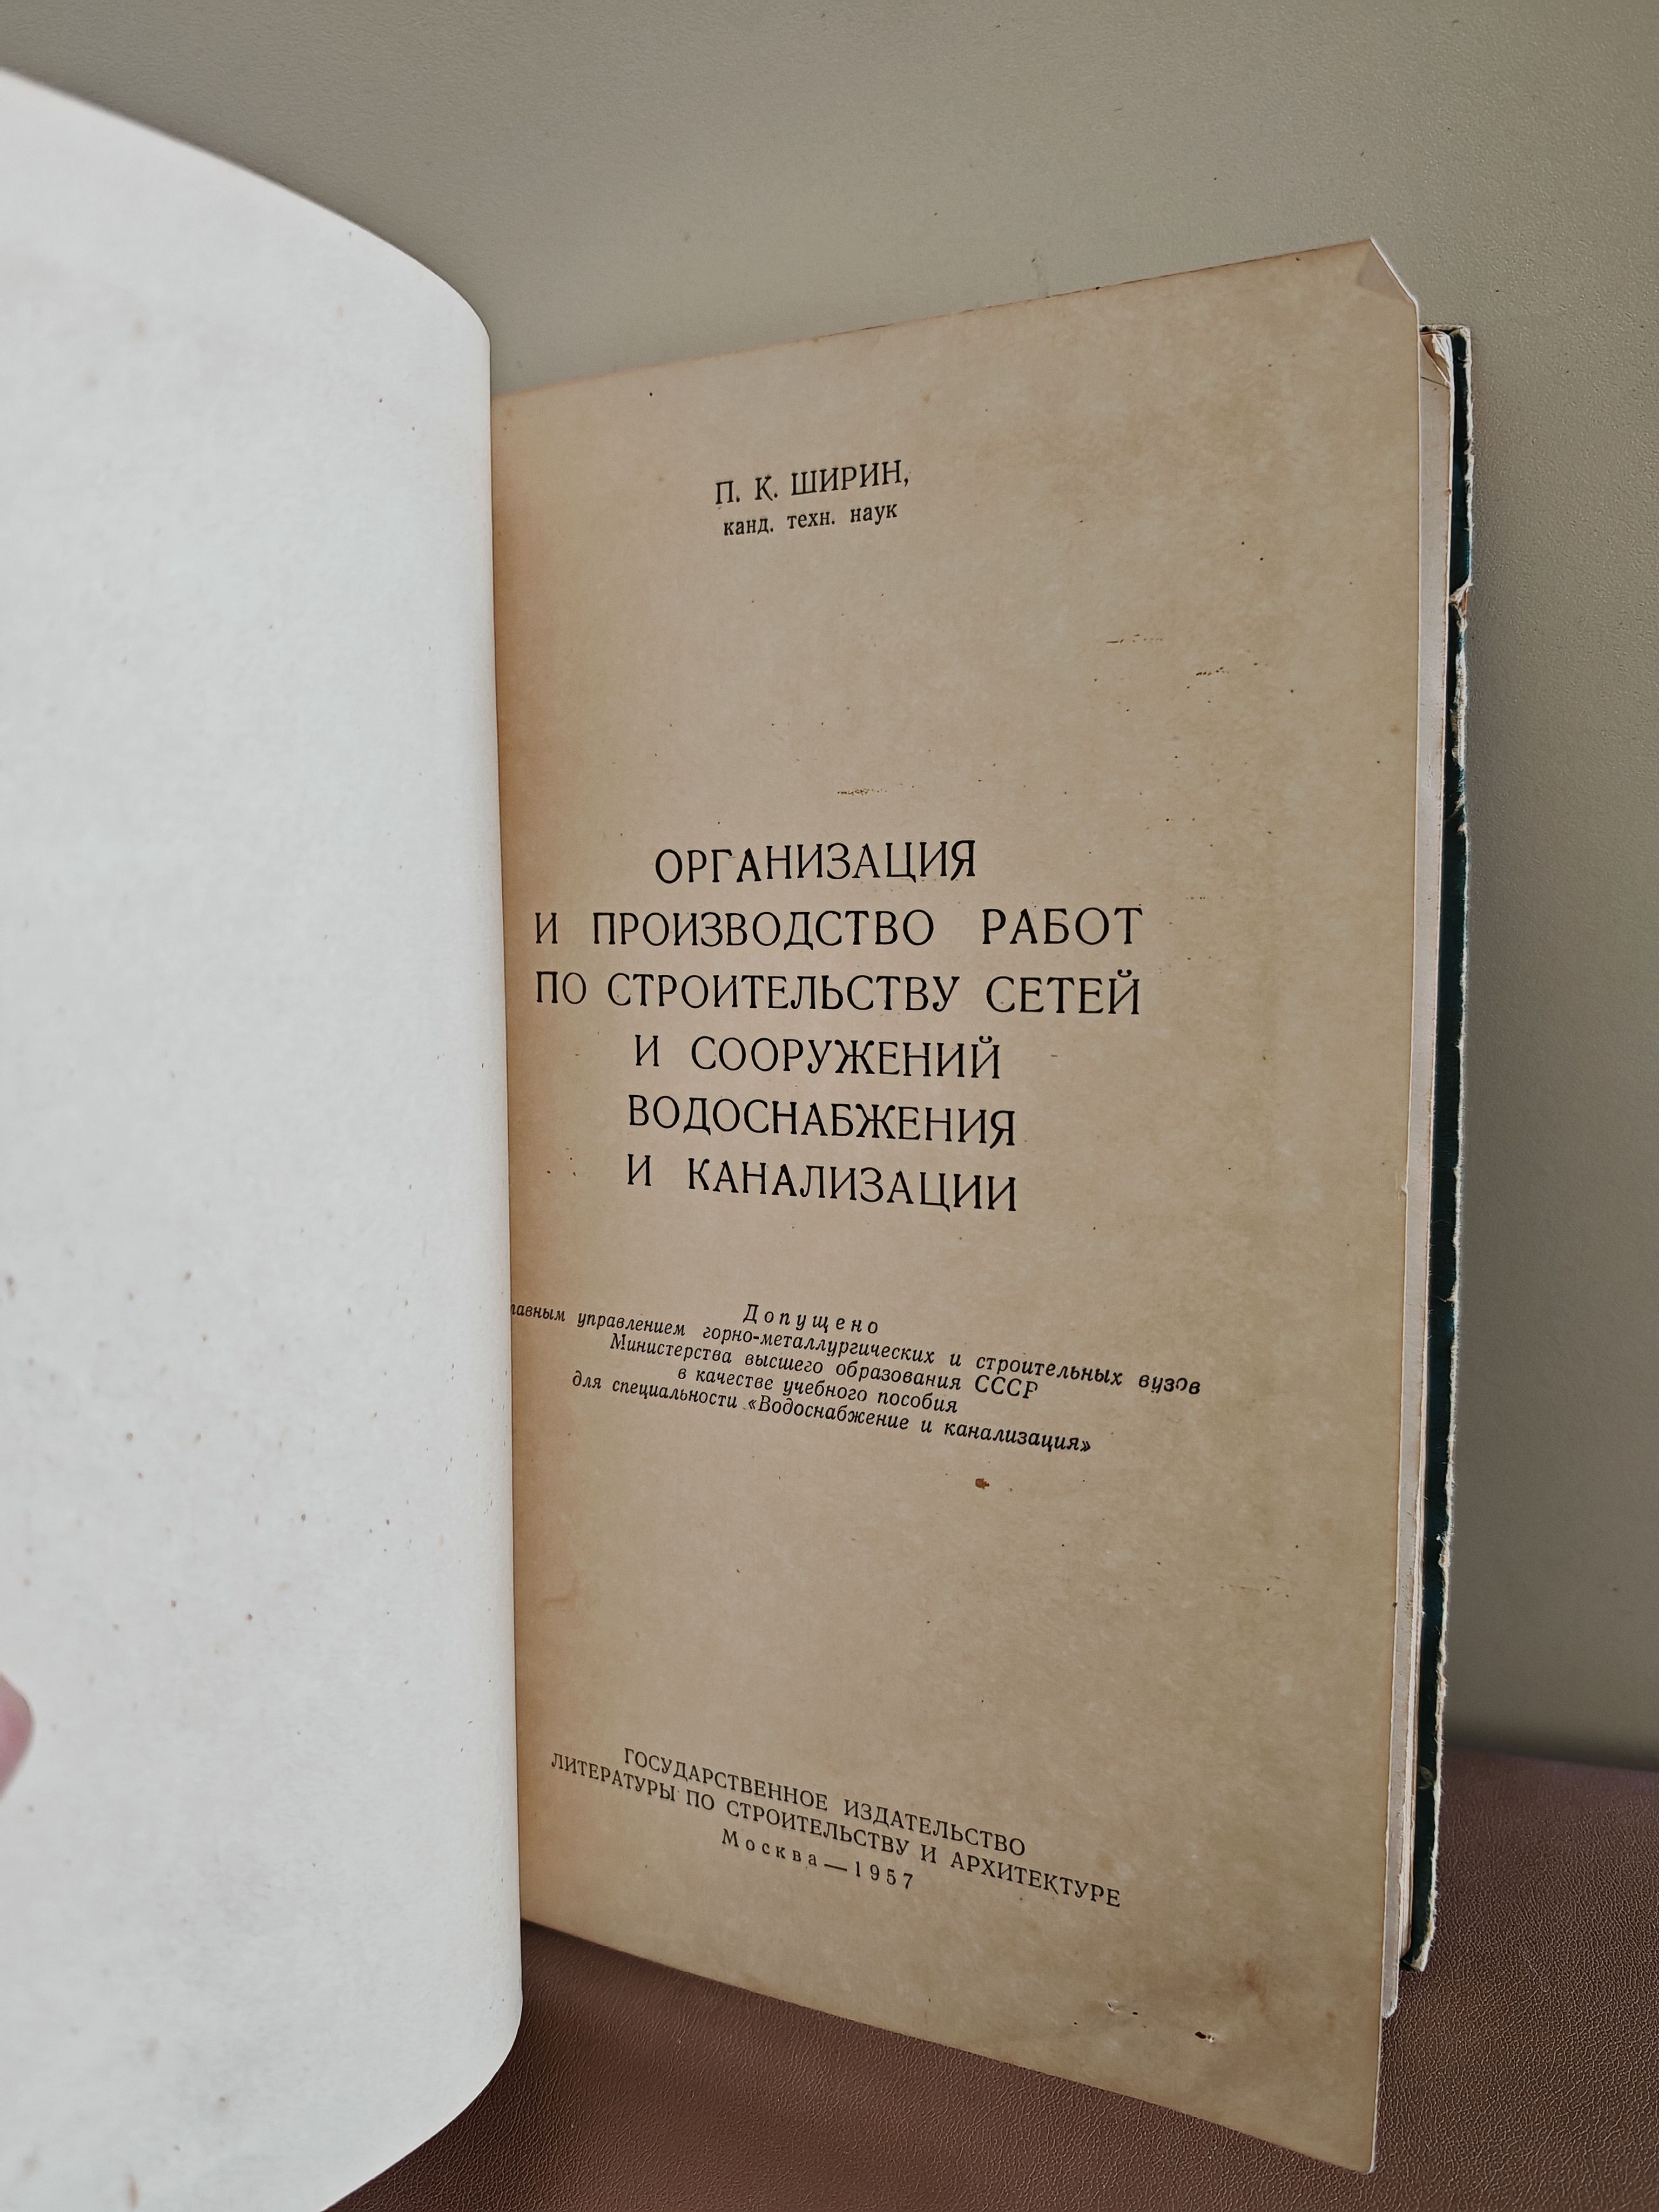 П. К. ШИРИН,
канд. техн. наук
ОРГАНИЗАЦИЯ
И ПРОИЗВОДСТВО РАБОТ
ПО СТРОИТЕЛЬСТВУ СЕТЕЙ
И СООРУЖЕНИЙ
ВОДОСНАБЖЕНИЯ
И КАНАЛИЗАЦИИ
Допущено
лавным управлением горно-металлургических и строительных вузов
Министерства высшего образования СССР
в качестве учебного пособия
для специальности «Водоснабжение и канализация»
ГОСУДАРСТВЕННОЕ ИЗДАТЕЛЬСТВО
ЛИТЕРАТУРЫ ПО СТРОИТЕЛЬСТВУ И АРХИТЕКТУРЕ
Москва—1957